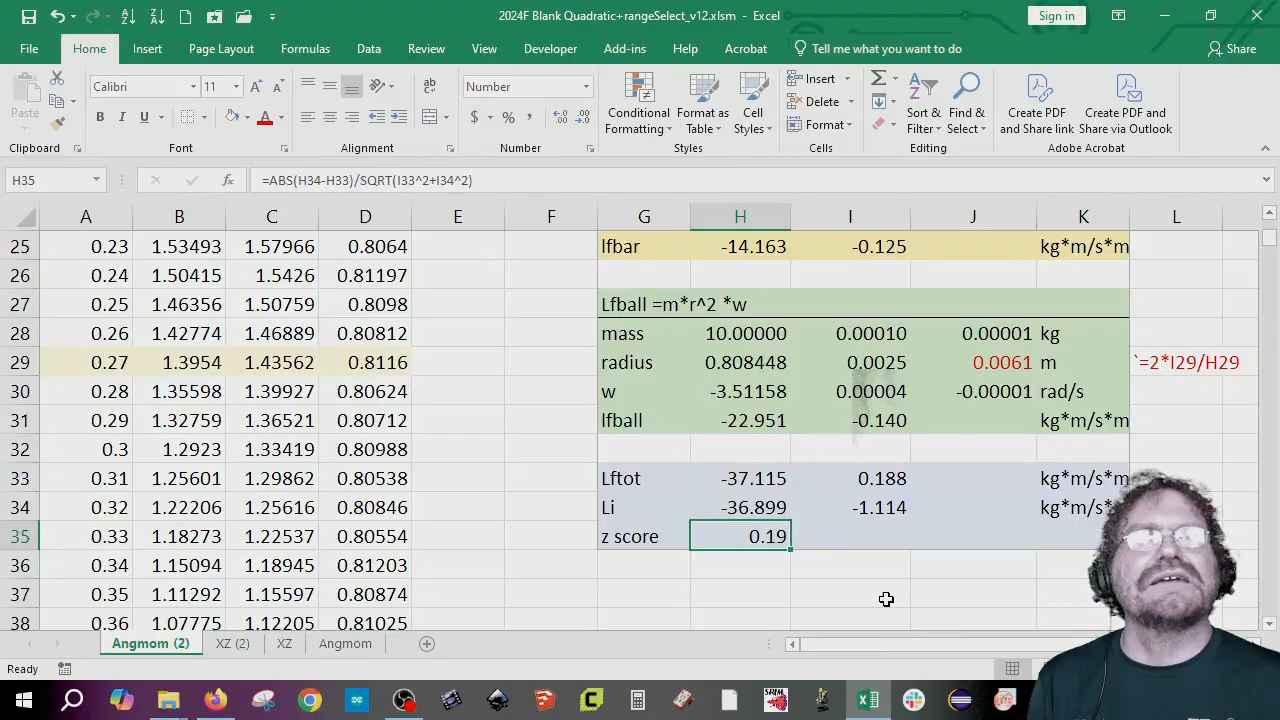 2024F Blank Quadratic+rangeSelect_v12.xlsm - Excel
Sign in
File Home Insert Page Layout Formulas Data Review View Developer Add-ins Help Acrobat Tell me what you want to do Share
Paste
Calibri 11
Number
Conditional Formatting
Format as Table
Cell Styles
Insert
Delete
Format
Sort & Filter
Find & Select
Create PDF and Share link
Create PDF and Share via Outlook
Clipboard Font Alignment Number Styles Cells Editing Adobe Acrobat
H35 =ABS(H34-H33)/SQRT(I33^2+I34^2)
A B C D E F G H I J K L
25 0.23 1.53493 1.57966 0.8064 lfbar -14.163 -0.125 kg*m/s*m
26 0.24 1.50415 1.5426 0.81197
27 0.25 1.46356 1.50759 0.8098 Lfball =m*r^2 *w
28 0.26 1.42774 1.46889 0.80812 mass 10.00000 0.00010 0.00001 kg
29 0.27 1.3954 1.43562 0.8116 radius 0.808448 0.0025 0.0061 m `=2*I29/H29
30 0.28 1.35598 1.39927 0.80624 w -3.51158 0.00004 -0.00001 rad/s
31 0.29 1.32759 1.36521 0.80712 lfball -22.951 -0.140 kg*m/s*m
32 0.3 1.2923 1.33419 0.80988
33 0.31 1.25601 1.29862 0.80538 Lftot -37.115 0.188 kg*m/s*m
34 0.32 1.22206 1.25616 0.80846 Li -36.899 -1.114 kg*m/s*m
35 0.33 1.18273 1.22537 0.80554 z score 0.19
36 0.34 1.15094 1.18945 0.81203
37 0.35 1.11292 1.15597 0.80874
38 0.36 1.07775 1.12205 0.81025
Angmom (2) XZ (2) XZ Angmom
Ready